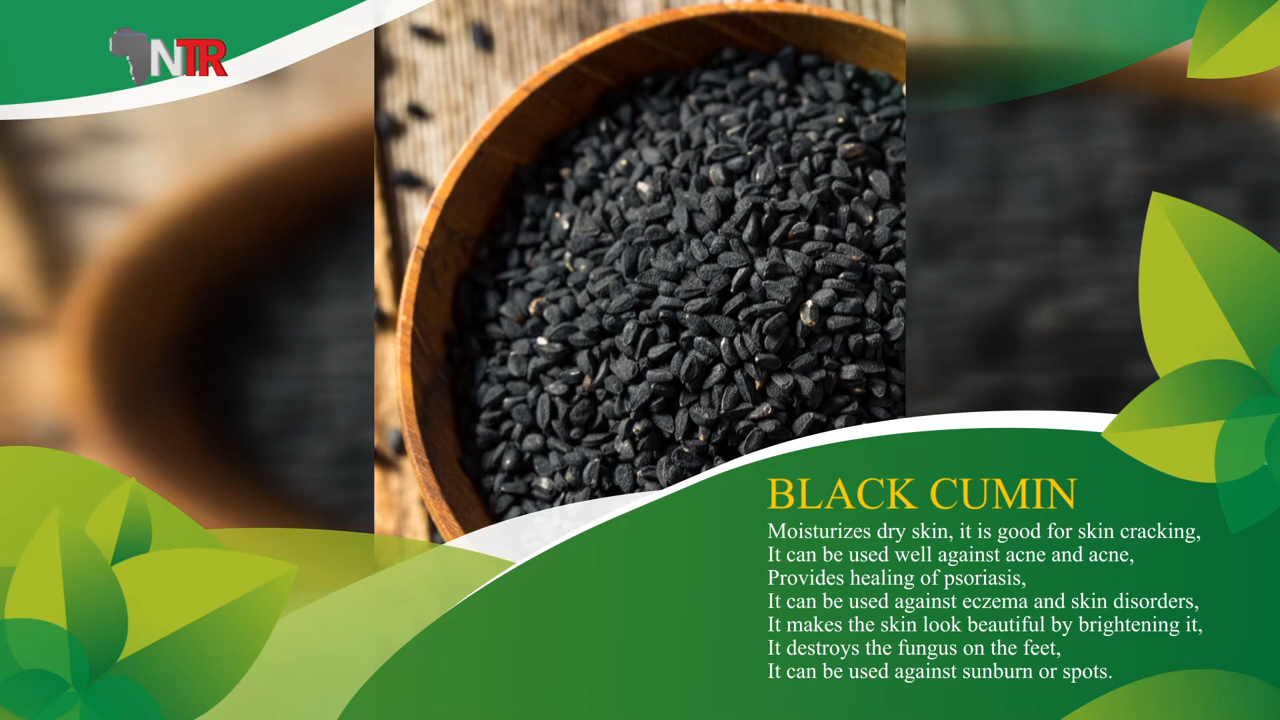 NTR
BLACK CUMIN
Moisturizes dry skin, it is good for skin cracking,
It can be used well against acne and acne,
Provides healing of psoriasis,
It can be used against eczema and skin disorders,
It makes the skin look beautiful by brightening it,
It destroys the fungus on the feet,
It can be used against sunburn or spots.